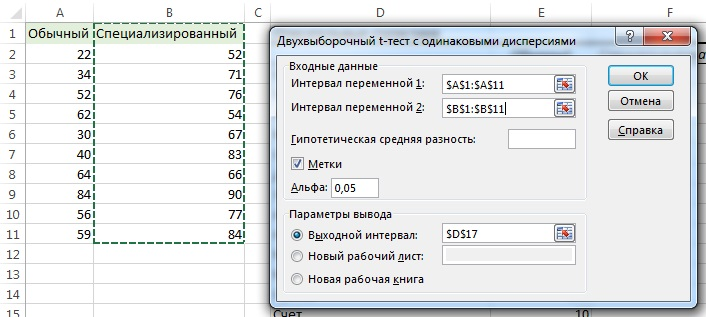 A B C D E F
1 Обычный Специализированный
2 22 52
3 34 71
4 52 76
5 62 54
6 30 67
7 40 83
8 64 66
9 84 90
10 56 77
11 59 84
12
13
14
15 Счет 10
Двухвыборочный t-тест с одинаковыми дисперсиями ? x
Входные данные
Интервал переменной 1: $A$1:$A$11
Интервал переменной 2: $B$1:$B$11
Гипотетическая средняя разность:
Метки
Альфа: 0,05
Параметры вывода
Выходной интервал: $D$17
Новый рабочий лист:
Новая рабочая книга
ОК
Отмена
Справка